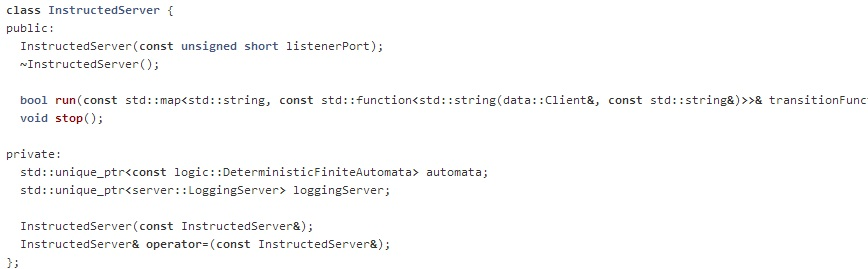 class InstructedServer {
public:
  InstructedServer(const unsigned short listenerPort);
  ~InstructedServer();

  bool run(const std::map<std::string, const std::function<std::string(data::Client&, const std::string&)>>& transitionFunc
  void stop();

private:
  std::unique_ptr<const logic::DeterministicFiniteAutomata> automata;
  std::unique_ptr<server::LoggingServer> loggingServer;

  InstructedServer(const InstructedServer&);
  InstructedServer& operator=(const InstructedServer&);
};